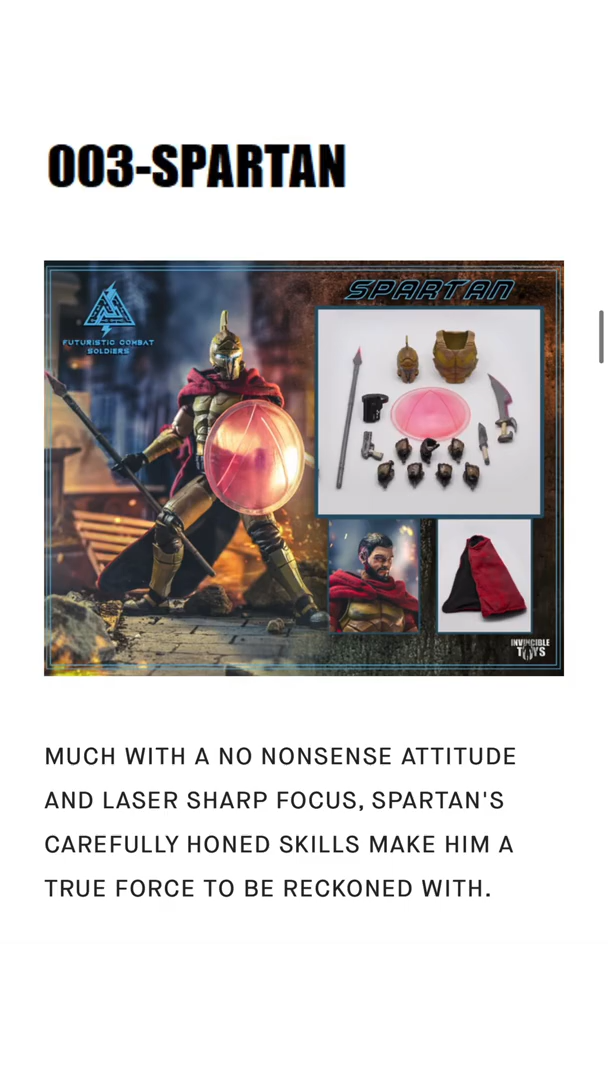 003-SPARTAN
FUTURISTIC COMBAT
SOLDIERS
SPARTAN
INVINCIBLE
TOYS
MUCH WITH A NO NONSENSE ATTITUDE
AND LASER SHARP FOCUS, SPARTAN'S
CAREFULLY HONED SKILLS MAKE HIM A
TRUE FORCE TO BE RECKONED WITH.